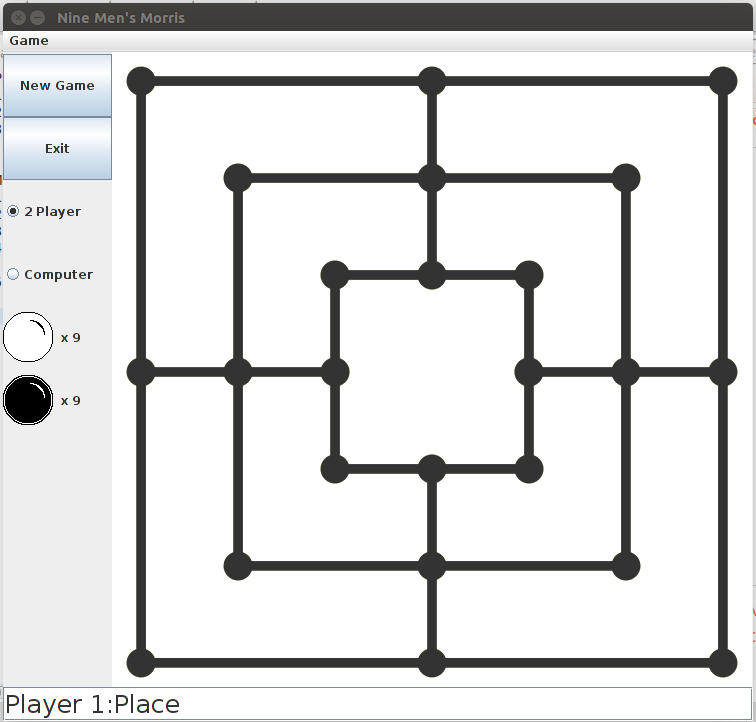 Nine Men's Morris
Game
New Game
Exit
2 Player
Computer
x 9
x 9
Player 1:Place